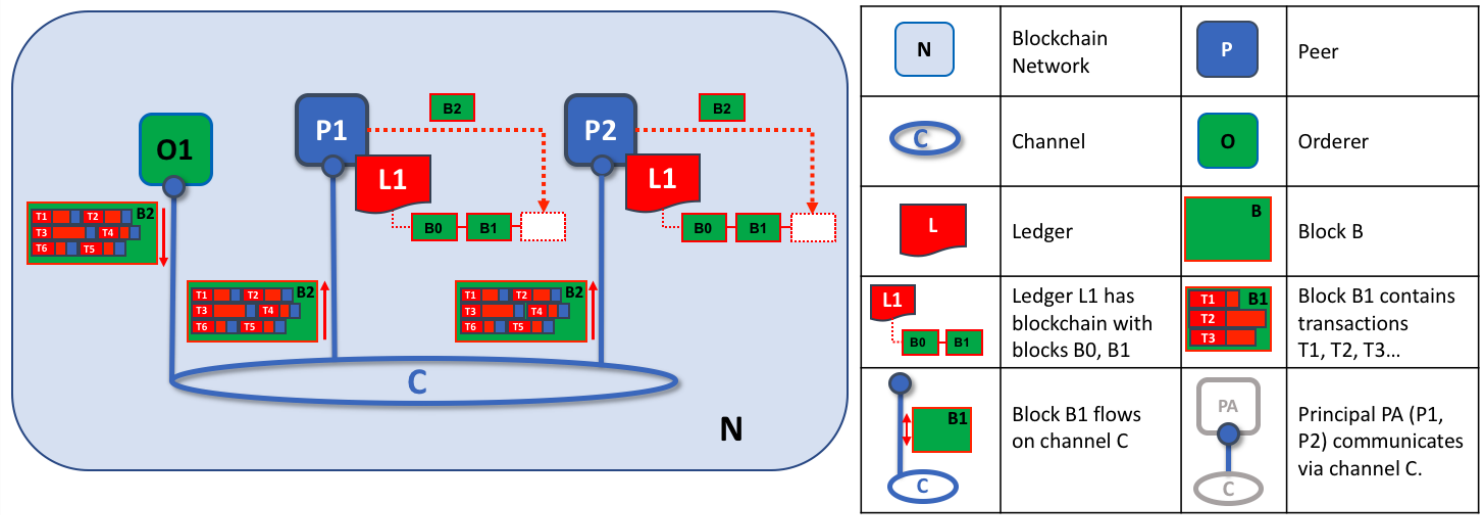 O1
P1
B2
P2
B2
L1
L1
B0 B1
B0 B1
T1 T2 B2
T3 T4
T6 T5
T1 T2 B2
T3 T4
T6 T5
T1 T2 B2
T3 T4
T6 T5
C
N
N
Blockchain
Network
P
Peer
C
Channel
O
Orderer
L
Ledger
B
Block B
L1
B0 B1
Ledger L1 has
blockchain with
blocks B0, B1
T1 B1
T2
T3
Block B1 contains
transactions
T1, T2, T3...
B1
C
Block B1 flows
on channel C
PA
C
Principal PA (P1,
P2) communicates
via channel C.